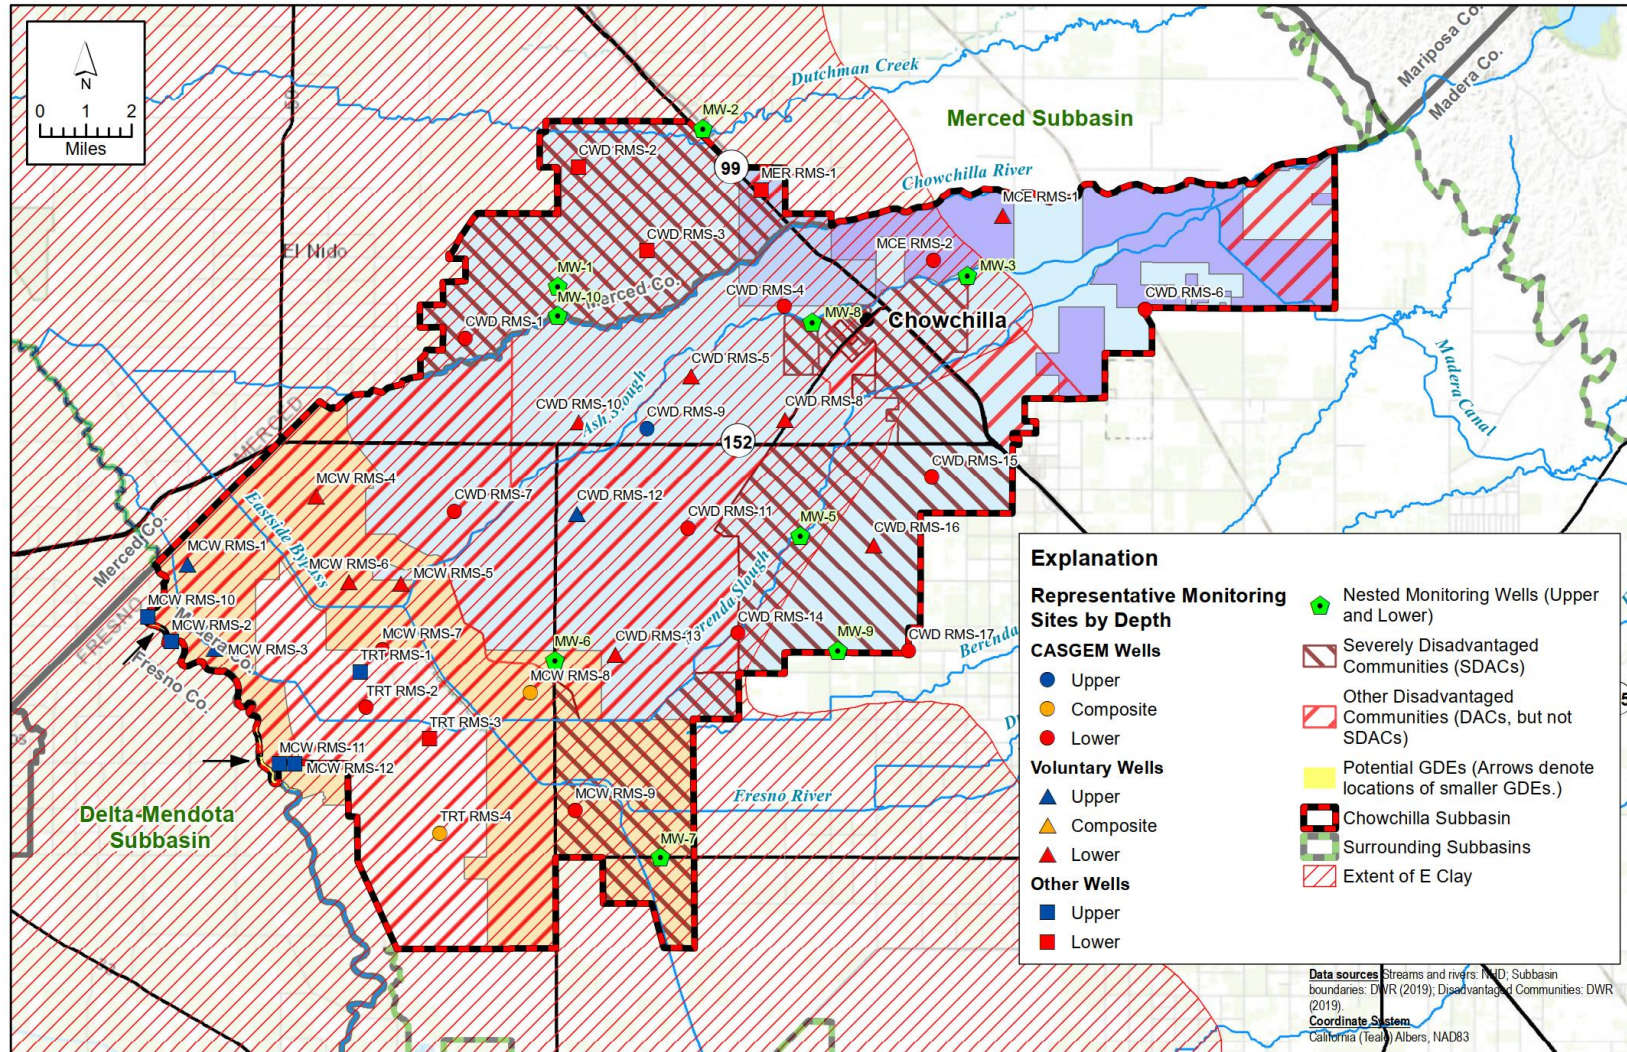 N
0 1 2
Miles
Dutchman Creek
Mariposa Co.
Madera Co.
MW-2
Merced Subbasin
CWD RMS-2
99
MER RMS-1
Chowchilla River
MCE RMS-1
El Nido
CWD RMS-3
MCE RMS-2
MW-1
MW-3
MW-10
Merced Co.
CWD RMS-4
CWD RMS-6
CWD RMS-1
MW-8
Chowchilla
Madera Canal
CWD RMS-5
CWD RMS-10
Ash Slough
CWD RMS-9
CWD RMS-8
MERCED
152
CWD RMS-15
MCW RMS-4
Eastside Bypass
CWD RMS-7
CWD RMS-12
CWD RMS-11
MW-5
CWD RMS-16
Merced Co.
MCW RMS-1
MCW RMS-6
MCW RMS-5
MCW RMS-10
FRESNO
MCW RMS-2
Madera Co.
Fresno Co.
MCW RMS-3
MCW RMS-7
TRT RMS-1
TRT RMS-2
MW-6
CWD RMS-13
Berenda Slough
CWD RMS-14
MW-9
CWD RMS-17
Berenda
MCW RMS-8
TRT RMS-3
MCW RMS-11
MCW RMS-12
Fresno River
MCW RMS-9
Delta-Mendota
Subbasin
TRT RMS-4
MW-7
Explanation
Representative Monitoring
Sites by Depth
CASGEM Wells
Upper
Composite
Lower
Voluntary Wells
Upper
Composite
Lower
Other Wells
Upper
Lower
Nested Monitoring Wells (Upper
and Lower)
Severely Disadvantaged
Communities (SDACs)
Other Disadvantaged
Communities (DACs, but not
SDACs)
Potential GDEs (Arrows denote
locations of smaller GDEs.)
Chowchilla Subbasin
Surrounding Subbasins
Extent of E Clay
Data sources Streams and rivers: NHD; Subbasin
boundaries: DWR (2019); Disadvantaged Communities: DWR
(2019).
Coordinate System
California (Teale) Albers, NAD83